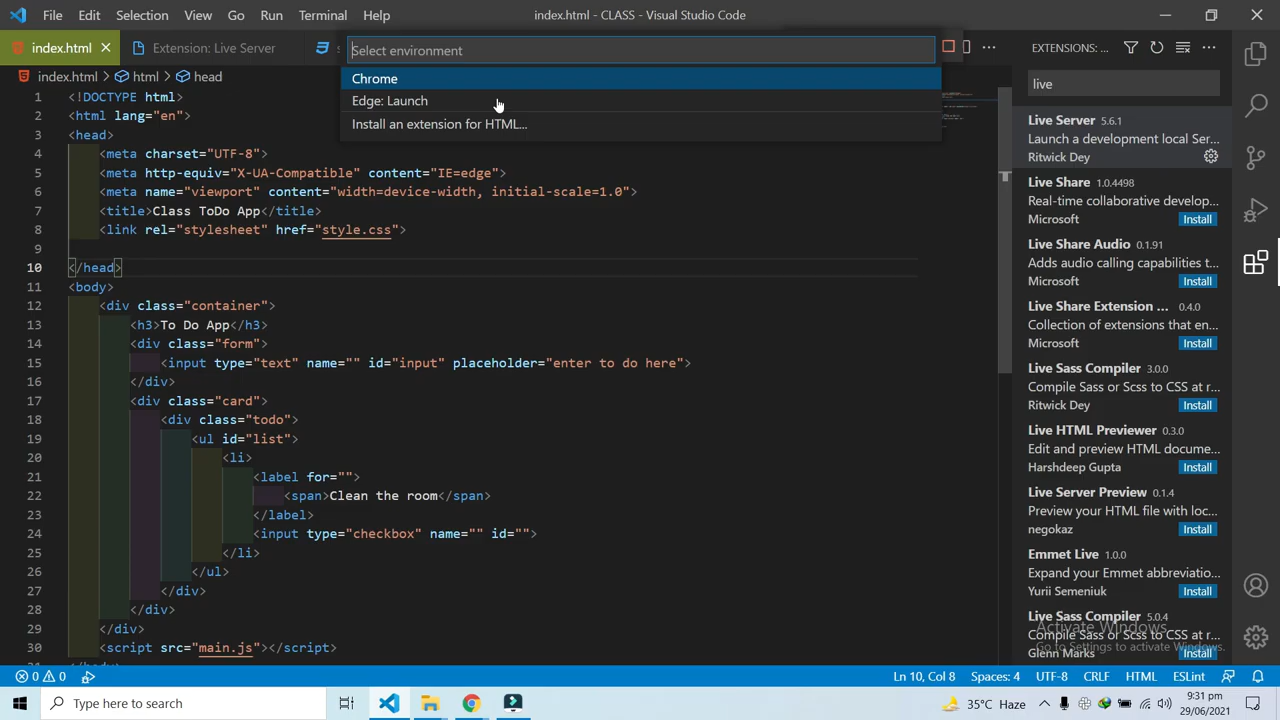 File Edit Selection View Go Run Terminal Help index.html - CLASS - Visual Studio Code
index.html Extension: Live Server
Select environment
Chrome
Edge: Launch
Install an extension for HTML...
index.html > html > head
1 <!DOCTYPE html>
2 <html lang="en">
3 <head>
4 <meta charset="UTF-8">
5 <meta http-equiv="X-UA-Compatible" content="IE=edge">
6 <meta name="viewport" content="width=device-width, initial-scale=1.0">
7 <title>Class ToDo App</title>
8 <link rel="stylesheet" href="style.css">
9
10 </head>
11 <body>
12 <div class="container">
13 <h3>To Do App</h3>
14 <div class="form">
15 <input type="text" name="" id="input" placeholder="enter to do here">
16 </div>
17 <div class="card">
18 <div class="todo">
19 <ul id="list">
20 <li>
21 <label for="">
22 <span>Clean the room</span>
23 </label>
24 <input type="checkbox" name="" id="">
25 </li>
26 </ul>
27 </div>
28 </div>
29 </div>
30 <script src="main.js"></script>
EXTENSIONS: ...
live
Live Server 5.6.1
Launch a development local Ser...
Ritwick Dey
Live Share 1.0.4498
Real-time collaborative develop...
Microsoft Install
Live Share Audio 0.1.91
Adds audio calling capabilities t...
Microsoft Install
Live Share Extension ... 0.4.0
Collection of extensions that en...
Microsoft Install
Live Sass Compiler 3.0.0
Compile Sass or Scss to CSS at r...
Ritwick Dey Install
Live HTML Previewer 0.3.0
Edit and preview HTML docume...
Harshdeep Gupta Install
Live Server Preview 0.1.4
Preview your HTML file with loc...
negokaz Install
Emmet Live 1.0.0
Expand your Emmet abbreviatio...
Yurii Semeniuk Install
Live Sass Compiler 5.0.4
Compile Sass or Scss to CSS at r...
Glenn Marks Install
Activate Windows
Go to Settings to activate Windows.
0 0 Ln 10, Col 8 Spaces: 4 UTF-8 CRLF HTML ESLint
Type here to search 35°C Haze 9:31 pm
29/06/2021